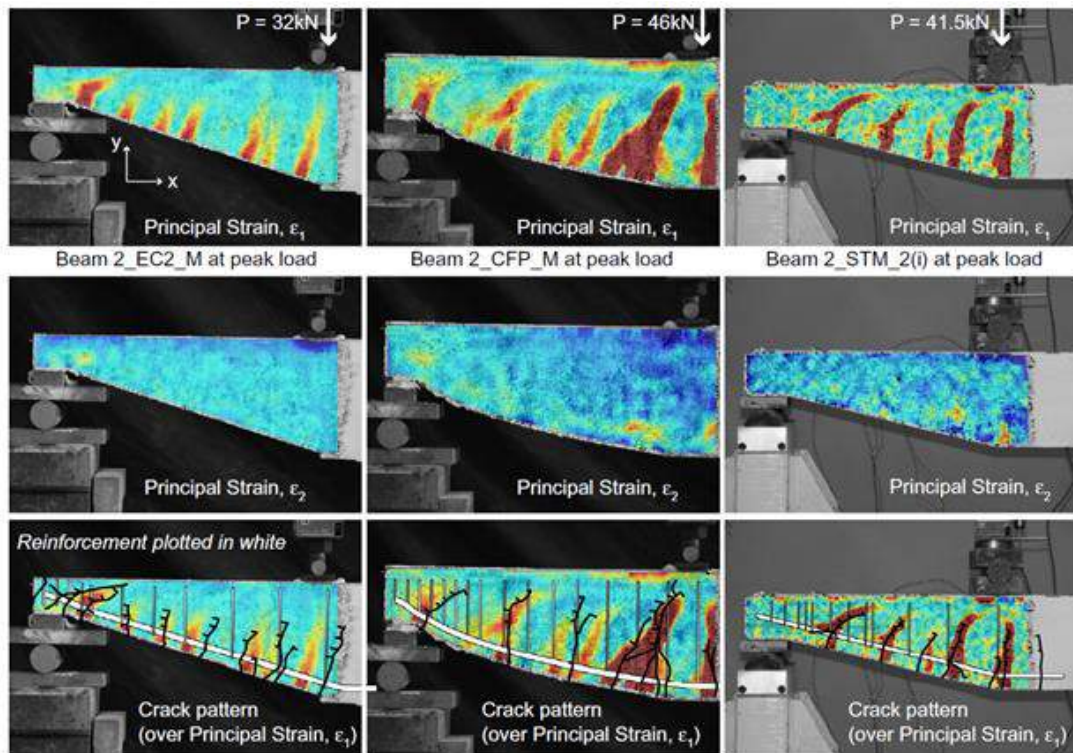 P = 32kN
P = 46kN
P = 41.5kN
y
x
Principal Strain, ε₁
Principal Strain, ε₁
Principal Strain, ε₁
Beam 2_EC2_M at peak load
Beam 2_CFP_M at peak load
Beam 2_STM_2(i) at peak load
Principal Strain, ε₂
Principal Strain, ε₂
Principal Strain, ε₂
Reinforcement plotted in white
Crack pattern
(over Principal Strain, ε₁)
Crack pattern
(over Principal Strain, ε₁)
Crack pattern
(over Principal Strain, ε₁)